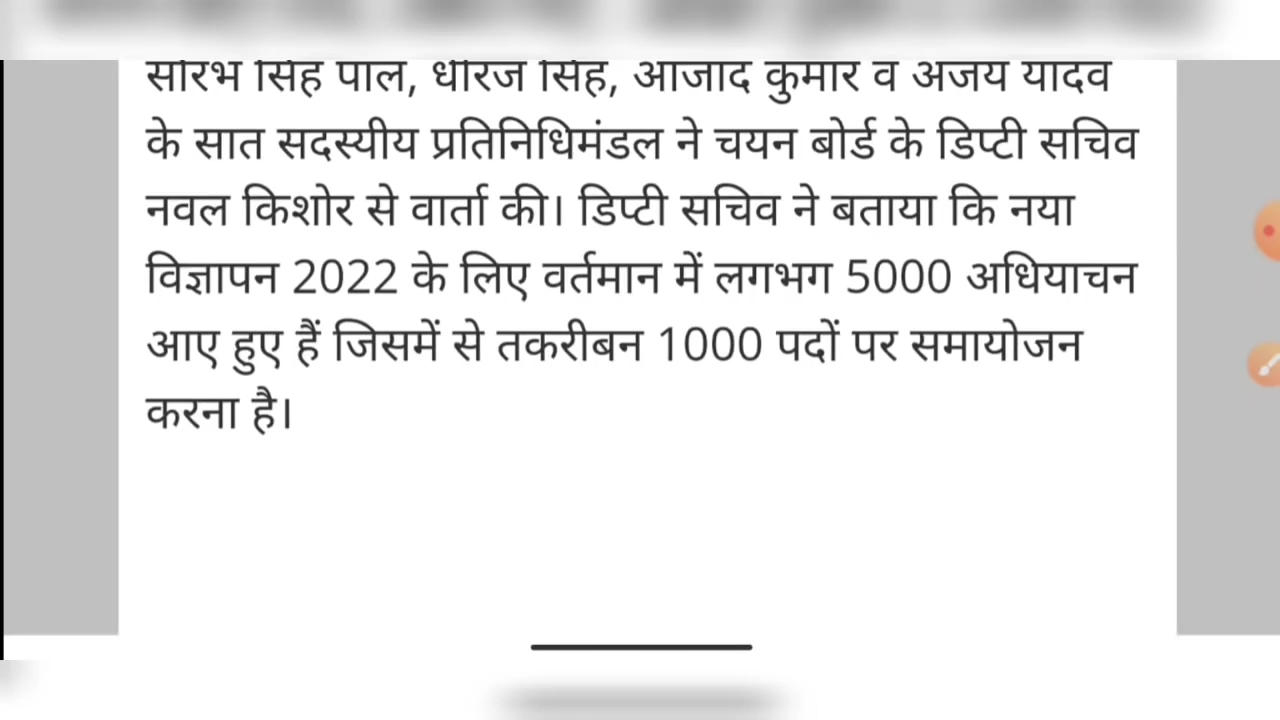 सौरभ सिंह पाल, धीरज सिंह, आजाद कुमार व अजय यादव
के सात सदस्यीय प्रतिनिधिमंडल ने चयन बोर्ड के डिप्टी सचिव
नवल किशोर से वार्ता की। डिप्टी सचिव ने बताया कि नया
विज्ञापन 2022 के लिए वर्तमान में लगभग 5000 अधियाचन
आए हुए हैं जिसमें से तकरीबन 1000 पदों पर समायोजन
करना है।